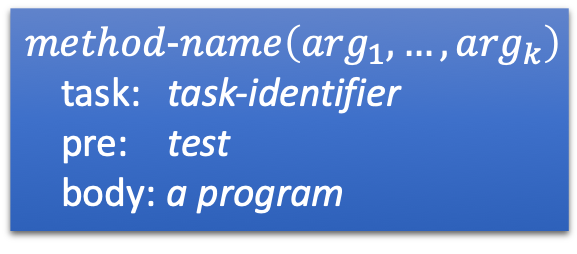 method-name(arg₁, … , argₖ)
task: task-identifier
pre: test
body: a program